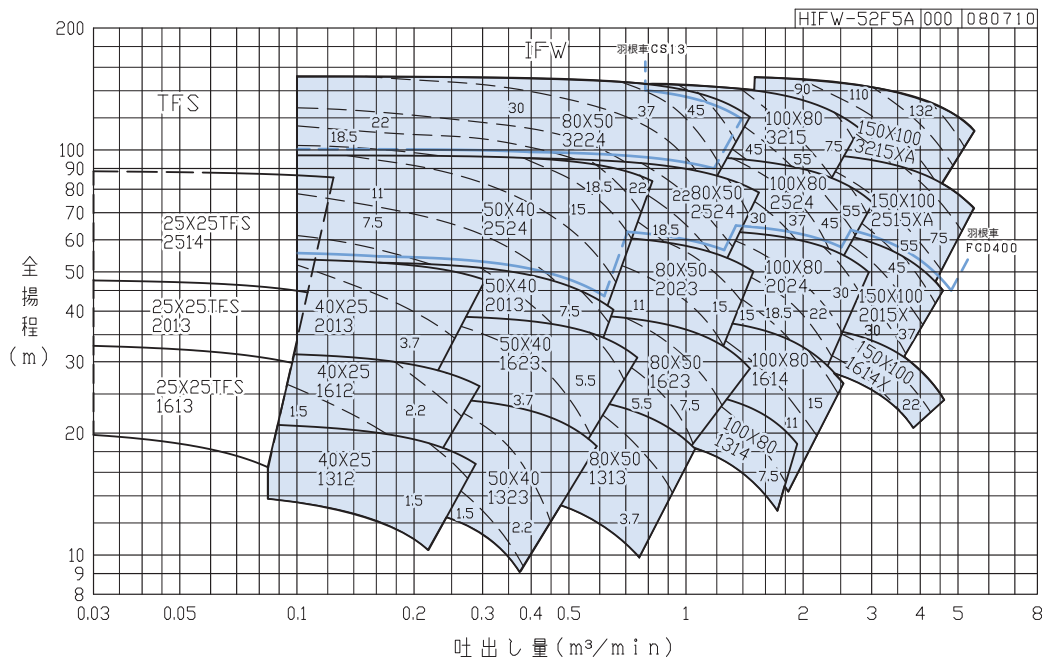 HIFW-52F5A 000 080710
200
100
90
80
70
60
50
40
30
20
10
9
8
全揚程
(m)
0.03
0.05
0.1
0.2
0.3
0.4
0.5
1
2
3
4
5
8
吐出し量(m³/min)
TFS
IFW
羽根車CS13
羽根車
FCD400
25X25TFS
2514
25X25TFS
2013
25X25TFS
1613
80X50
3224
18.5
22
30
37
45
100X80
3215
45
55
75
90
150X100
3215XA
110
132
50X40
2524
7.5
11
15
18.5
22
80X50
2524
18.5
22
100X80
2524
30
37
45
55
150X100
2515XA
55
75
40X25
2013
3.7
50X40
2013
7.5
80X50
2023
11
15
100X80
2024
15
18.5
22
30
150X100
2015X
30
37
45
40X25
1612
1.5
2.2
50X40
1623
3.7
5.5
80X50
1623
5.5
7.5
100X80
1614
11
15
150X100
1614X
22
40X25
1312
1.5
50X40
1323
1.5
2.2
80X50
1313
3.7
100X80
1314
7.5